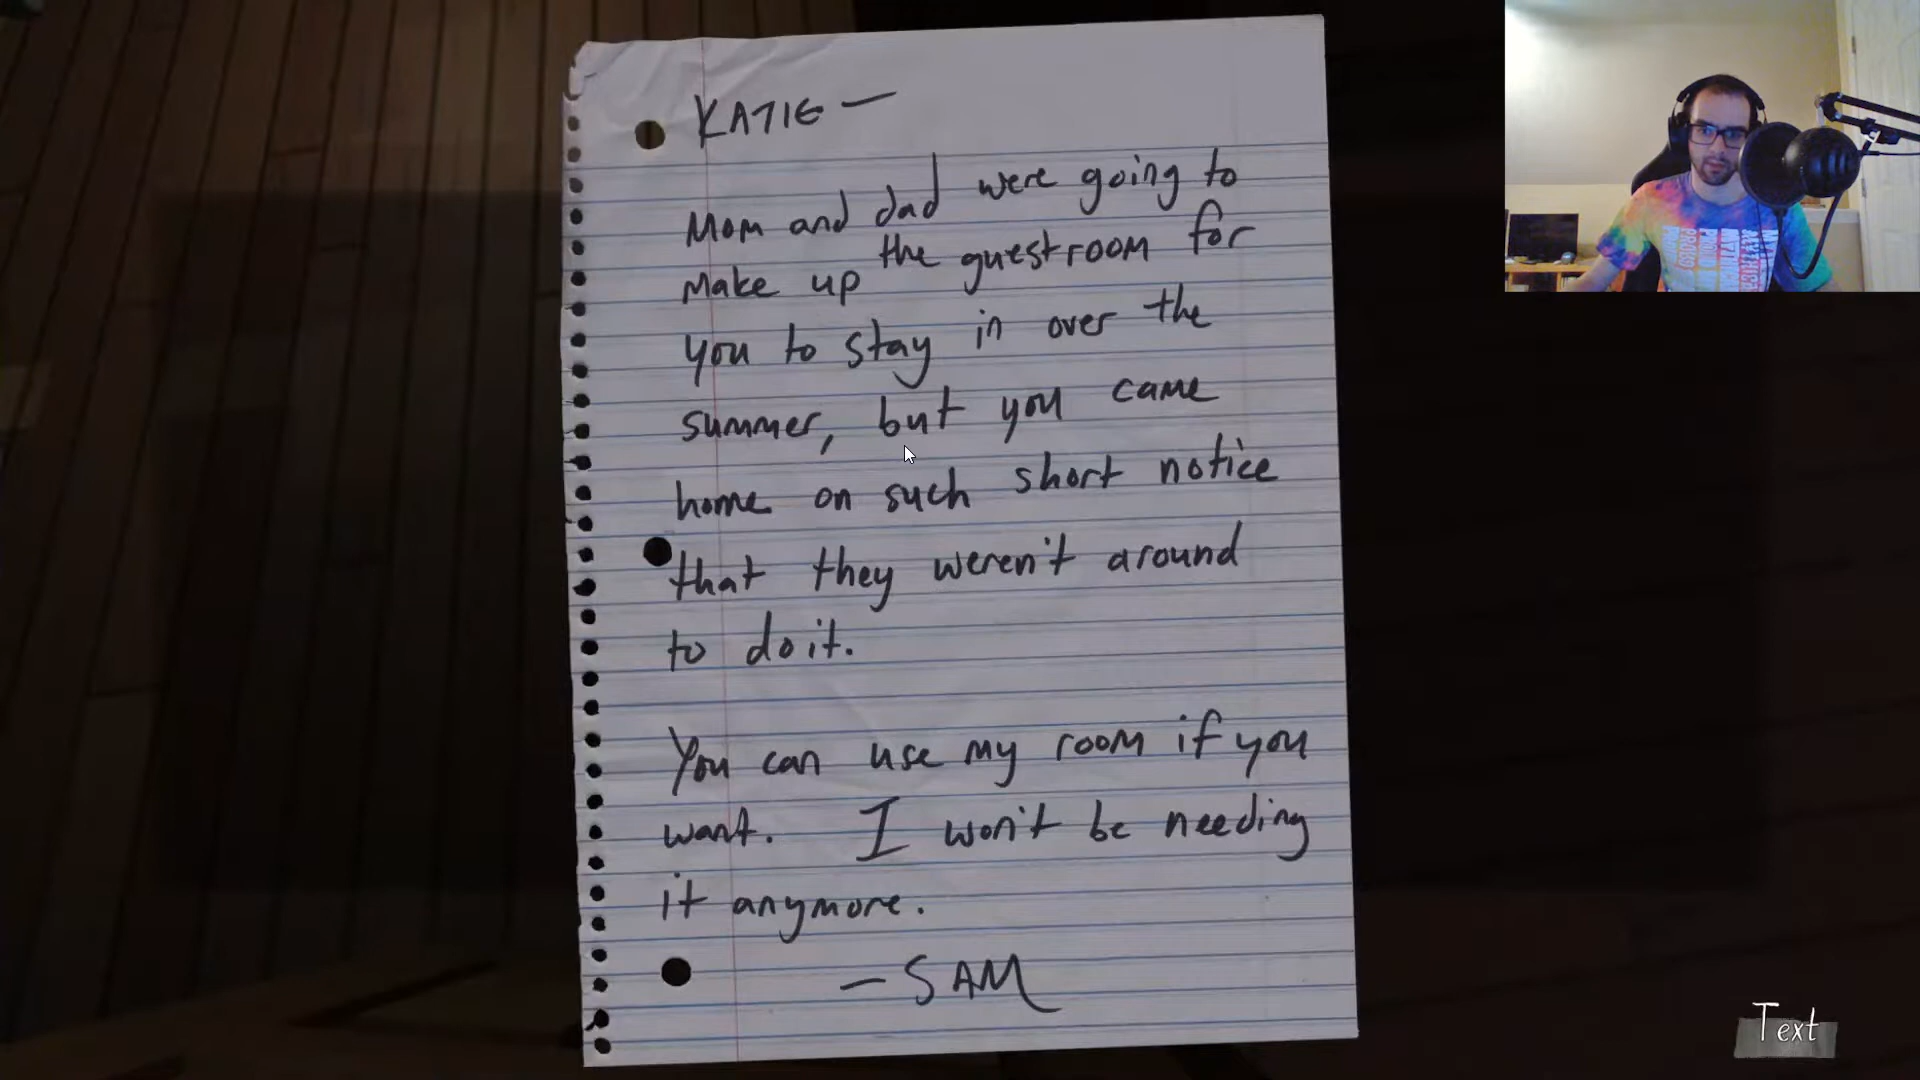 KATIE —
Mom and dad were going to
make up the guestroom for
you to stay in over the
summer, but you came
home on such short notice
that they weren't around
to do it.
You can use my room if you
want. I won't be needing
it anymore.
— SAM
Text